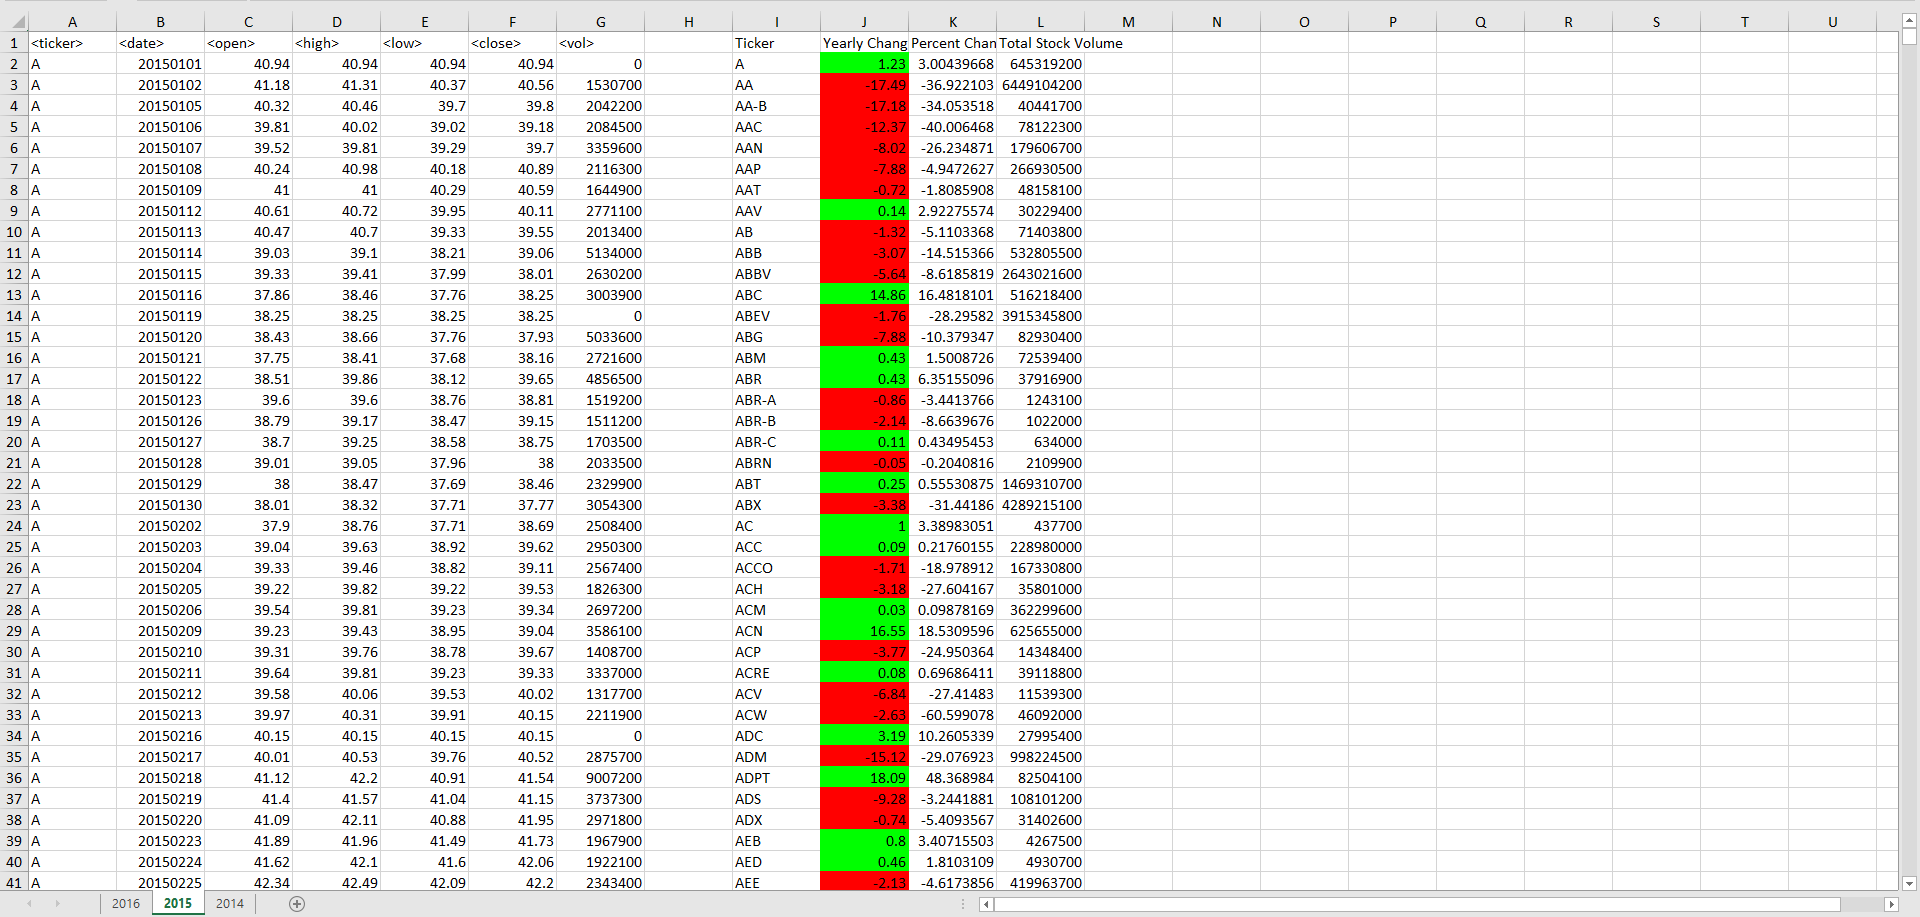 A B C D E F G H I J K L M N O P Q R S T U
1 <ticker> <date> <open> <high> <low> <close> <vol> Ticker Yearly Chang Percent Chan Total Stock Volume
2 A 20150101 40.94 40.94 40.94 40.94 0 A 1.23 3.00439668 645319200
3 A 20150102 41.18 41.31 40.37 40.56 1530700 AA -17.49 -36.922103 6449104200
4 A 20150105 40.32 40.46 39.7 39.8 2042200 AA-B -17.18 -34.053518 40441700
5 A 20150106 39.81 40.02 39.02 39.18 2084500 AAC -12.37 -40.006468 78122300
6 A 20150107 39.52 39.81 39.29 39.7 3359600 AAN -8.02 -26.234871 179606700
7 A 20150108 40.24 40.98 40.18 40.89 2116300 AAP -7.88 -4.9472627 266930500
8 A 20150109 41 41 40.29 40.59 1644900 AAT -0.72 -1.8085908 48158100
9 A 20150112 40.61 40.72 39.95 40.11 2771100 AAV 0.14 2.92275574 30229400
10 A 20150113 40.47 40.7 39.33 39.55 2013400 AB -1.32 -5.1103368 71403800
11 A 20150114 39.03 39.1 38.21 39.06 5134000 ABB -3.07 -14.515366 532805500
12 A 20150115 39.33 39.41 37.99 38.01 2630200 ABBV -5.64 -8.6185819 2643021600
13 A 20150116 37.86 38.46 37.76 38.25 3003900 ABC 14.86 16.4818101 516218400
14 A 20150119 38.25 38.25 38.25 38.25 0 ABEV -1.76 -28.29582 3915345800
15 A 20150120 38.43 38.66 37.76 37.93 5033600 ABG -7.88 -10.379347 82930400
16 A 20150121 37.75 38.41 37.68 38.16 2721600 ABM 0.43 1.5008726 72539400
17 A 20150122 38.51 39.86 38.12 39.65 4856500 ABR 0.43 6.35155096 37916900
18 A 20150123 39.6 39.6 38.76 38.81 1519200 ABR-A -0.86 -3.4413766 1243100
19 A 20150126 38.79 39.17 38.47 39.15 1511200 ABR-B -2.14 -8.6639676 1022000
20 A 20150127 38.7 39.25 38.58 38.75 1703500 ABR-C 0.11 0.43495453 634000
21 A 20150128 39.01 39.05 37.96 38 2033500 ABRN -0.05 -0.2040816 2109900
22 A 20150129 38 38.47 37.69 38.46 2329900 ABT 0.25 0.55530875 1469310700
23 A 20150130 38.01 38.32 37.71 37.77 3054300 ABX -3.38 -31.44186 4289215100
24 A 20150202 37.9 38.76 37.71 38.69 2508400 AC 1 3.38983051 437700
25 A 20150203 39.04 39.63 38.92 39.62 2950300 ACC 0.09 0.21760155 228980000
26 A 20150204 39.33 39.46 38.82 39.11 2567400 ACCO -1.71 -18.978912 167330800
27 A 20150205 39.22 39.82 39.22 39.53 1826300 ACH -3.18 -27.604167 35801000
28 A 20150206 39.54 39.81 39.23 39.34 2697200 ACM 0.03 0.09878169 362299600
29 A 20150209 39.23 39.43 38.95 39.04 3586100 ACN 16.55 18.5309596 625655000
30 A 20150210 39.31 39.76 38.78 39.67 1408700 ACP -3.77 -24.950364 14348400
31 A 20150211 39.64 39.81 39.23 39.33 3337000 ACRE 0.08 0.69686411 39118800
32 A 20150212 39.58 40.06 39.53 40.02 1317700 ACV -6.84 -27.41483 11539300
33 A 20150213 39.97 40.31 39.91 40.15 2211900 ACW -2.63 -60.599078 46092000
34 A 20150216 40.15 40.15 40.15 40.15 0 ADC 3.19 10.2605339 27995400
35 A 20150217 40.01 40.53 39.76 40.52 2875700 ADM -15.12 -29.076923 998224500
36 A 20150218 41.12 42.2 40.91 41.54 9007200 ADPT 18.09 48.368984 82504100
37 A 20150219 41.4 41.57 41.04 41.15 3737300 ADS -9.28 -3.2441881 108101200
38 A 20150220 41.09 42.11 40.88 41.95 2971800 ADX -0.74 -5.4093567 31402600
39 A 20150223 41.89 41.96 41.49 41.73 1967900 AEB 0.8 3.40715503 4267500
40 A 20150224 41.62 42.1 41.6 42.06 1922100 AED 0.46 1.8103109 4930700
41 A 20150225 42.34 42.49 42.09 42.2 2343400 AEE -2.13 -4.6173856 419963700
2016 2015 2014